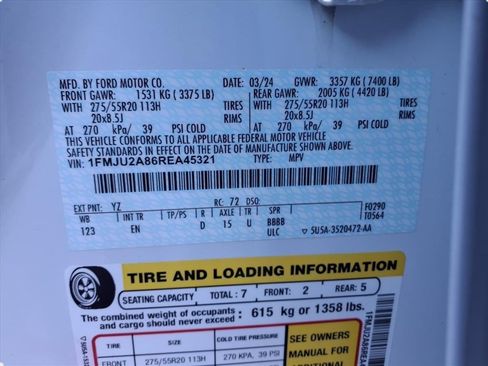 MFD. BY FORD MOTOR CO. DATE: 03/24 GVWR: 3357 KG (7400 LB)
FRONT GAWR: 1531 KG (3375 LB) REAR GAWR: 2005 KG (4420 LB)
WITH 275/55R20 113H TIRES WITH 275/55R20 113H TIRES
20x8.5J RIMS 20x8.5J RIMS
AT 270 kPa/ 39 PSI COLD AT 270 kPa/ 39 PSI COLD
THIS VEHICLE CONFORMS TO ALL APPLICABLE FEDERAL MOTOR VEHICLE
SAFETY STANDARDS IN EFFECT ON THE DATE OF MANUFACTURE SHOWN ABOVE.
VIN: 1FMJU2A86REA45321 TYPE: MPV
EXT PNT: YZ RC: 72 DSO: F0290
WB INT TR TP/PS R AXLE TR SPR T0564
123 EN D 15 U BBBB
ULC ▽ 5U5A-3520472-AA
TIRE AND LOADING INFORMATION
SEATING CAPACITY TOTAL: 7 FRONT: 2 REAR: 5
The combined weight of occupants
and cargo should never exceed: 615 kg or 1358 lbs.
TIRE SIZE COLD TIRE PRESSURE
FRONT 275/55R20 113H 270 KPA, 39 PSI
SEE OWNERS
MANUAL FOR
ADDITIONAL